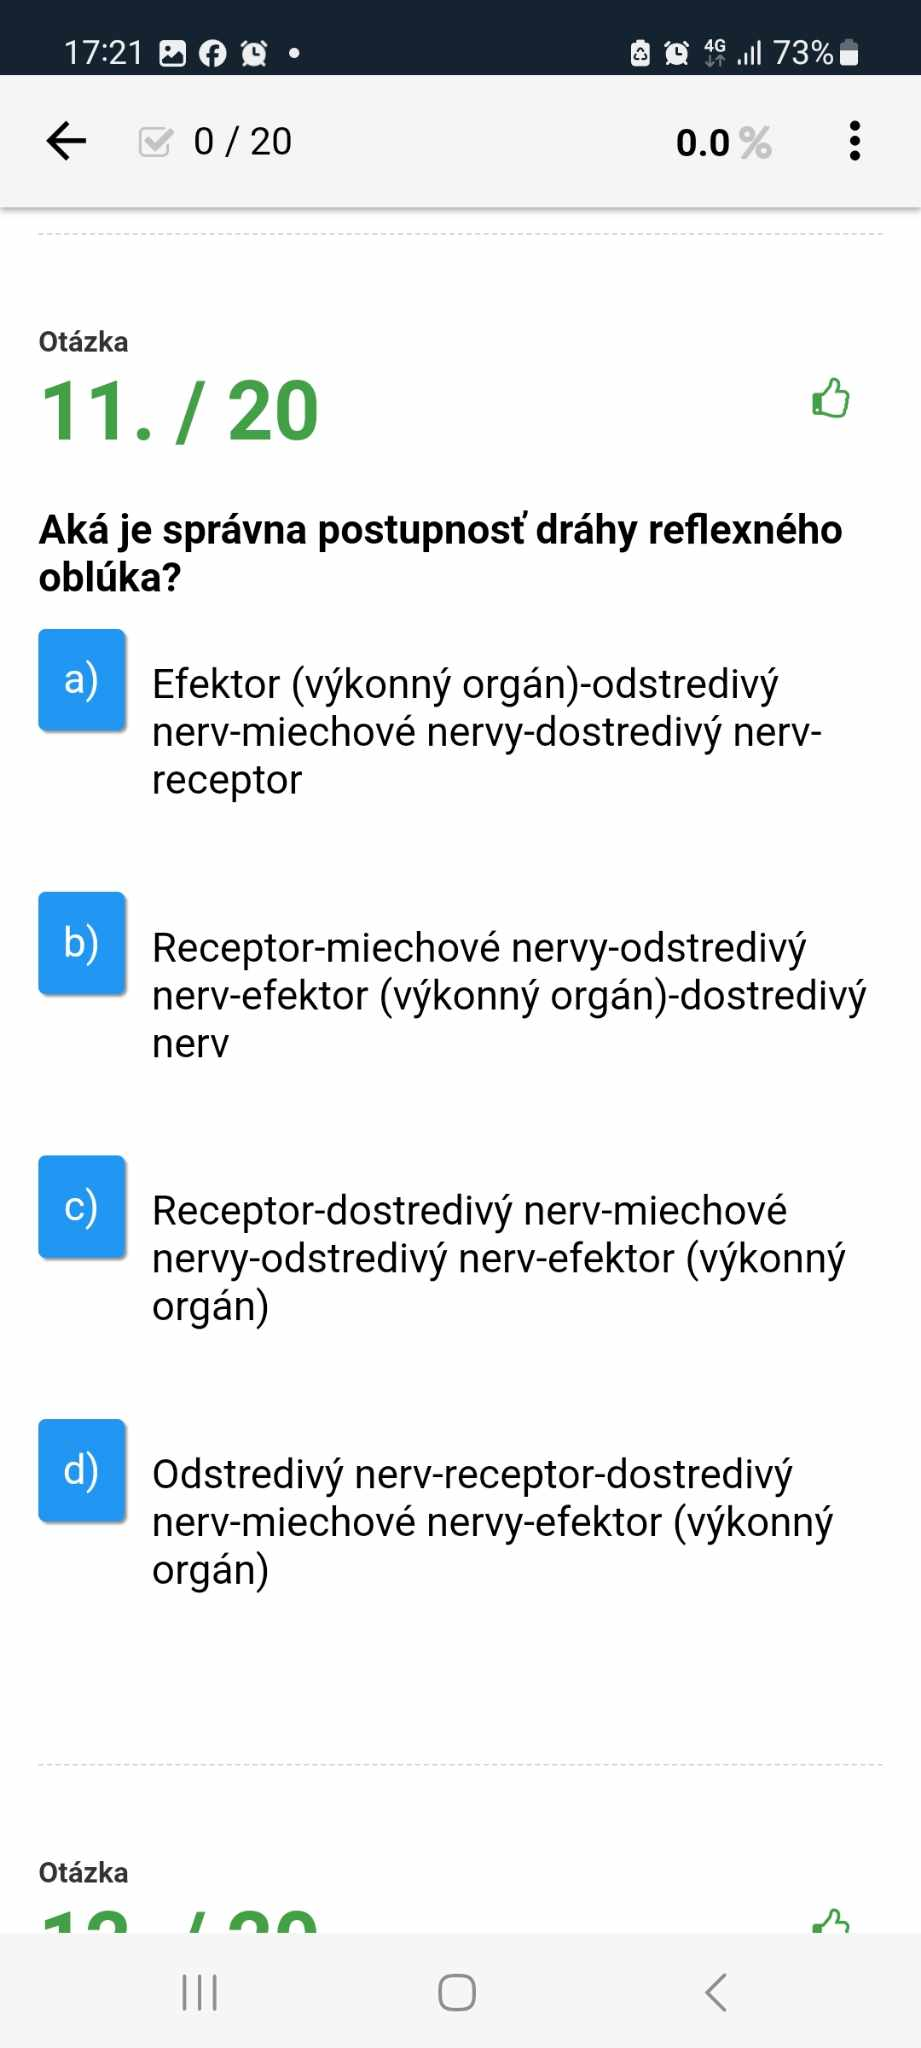 17:21
4G
73%
0 / 20
0.0 %
Otázka
11. / 20
Aká je správna postupnosť dráhy reflexného
oblúka?
a)
Efektor (výkonný orgán)-odstredivý
nerv-miechové nervy-dostredivý nerv-
receptor
b)
Receptor-miechové nervy-odstredivý
nerv-efektor (výkonný orgán)-dostredivý
nerv
c)
Receptor-dostredivý nerv-miechové
nervy-odstredivý nerv-efektor (výkonný
orgán)
d)
Odstredivý nerv-receptor-dostredivý
nerv-miechové nervy-efektor (výkonný
orgán)
Otázka
12. / 20